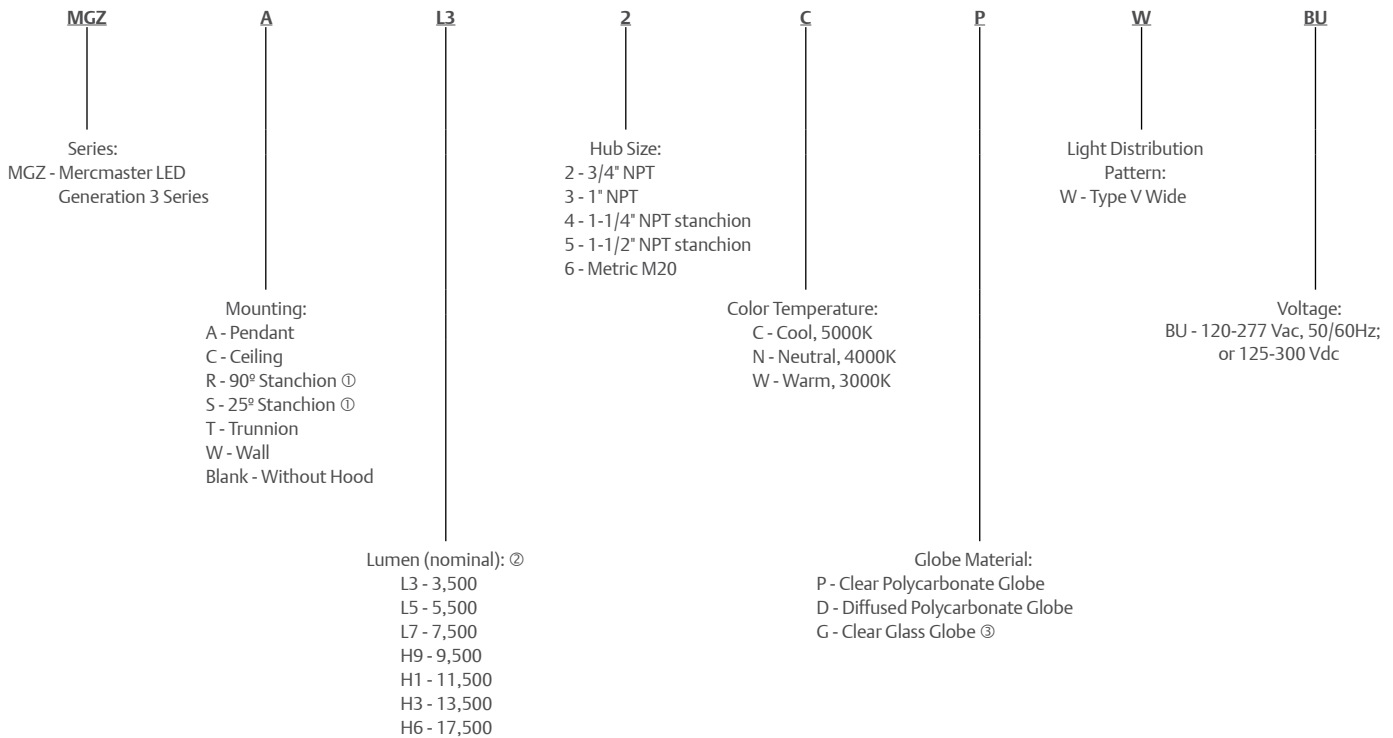 MGZ A L3 2 C P W BU
Series:
MGZ - Mercmaster LED
Generation 3 Series
Hub Size:
2 - 3/4" NPT
3 - 1" NPT
4 - 1-1/4" NPT stanchion
5 - 1-1/2" NPT stanchion
6 - Metric M20
Light Distribution
Pattern:
W - Type V Wide
Mounting:
A - Pendant
C - Ceiling
R - 90º Stanchion ①
S - 25º Stanchion ①
T - Trunnion
W - Wall
Blank - Without Hood
Color Temperature:
C - Cool, 5000K
N - Neutral, 4000K
W - Warm, 3000K
Voltage:
BU - 120-277 Vac, 50/60Hz;
or 125-300 Vdc
Lumen (nominal): ②
L3 - 3,500
L5 - 5,500
L7 - 7,500
H9 - 9,500
H1 - 11,500
H3 - 13,500
H6 - 17,500
Globe Material:
P - Clear Polycarbonate Globe
D - Diffused Polycarbonate Globe
G - Clear Glass Globe ③